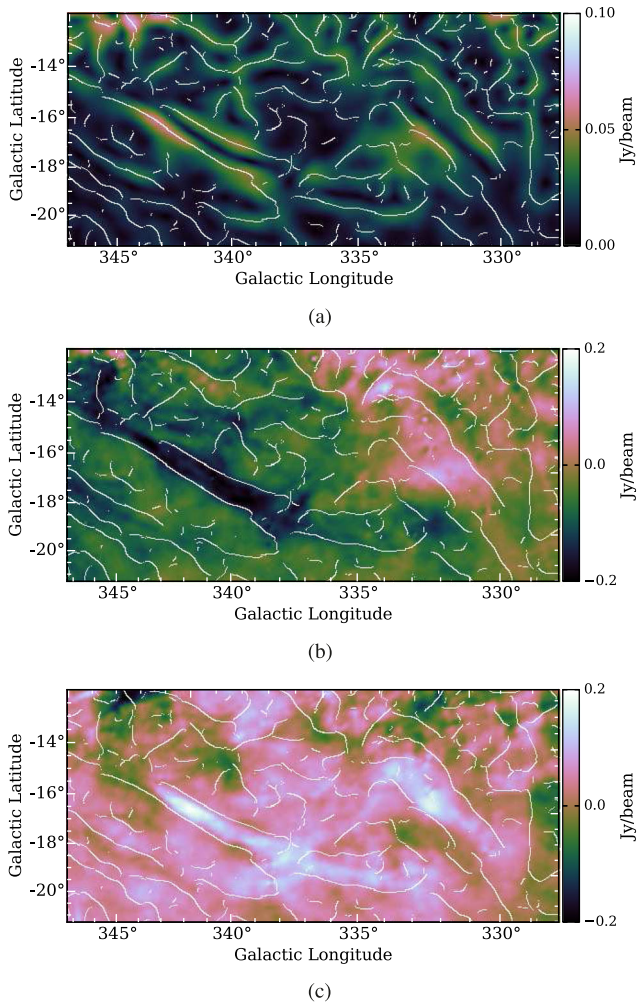 0.10
-14°
-16°
-18°
-20°
Galactic Latitude
0.05
Jy/beam
0.00
345° 340° 335° 330°
Galactic Longitude
(a)
0.2
-14°
-16°
-18°
-20°
Galactic Latitude
0.0
Jy/beam
−0.2
345° 340° 335° 330°
Galactic Longitude
(b)
0.2
-14°
-16°
-18°
-20°
Galactic Latitude
0.0
Jy/beam
−0.2
345° 340° 335° 330°
Galactic Longitude
(c)